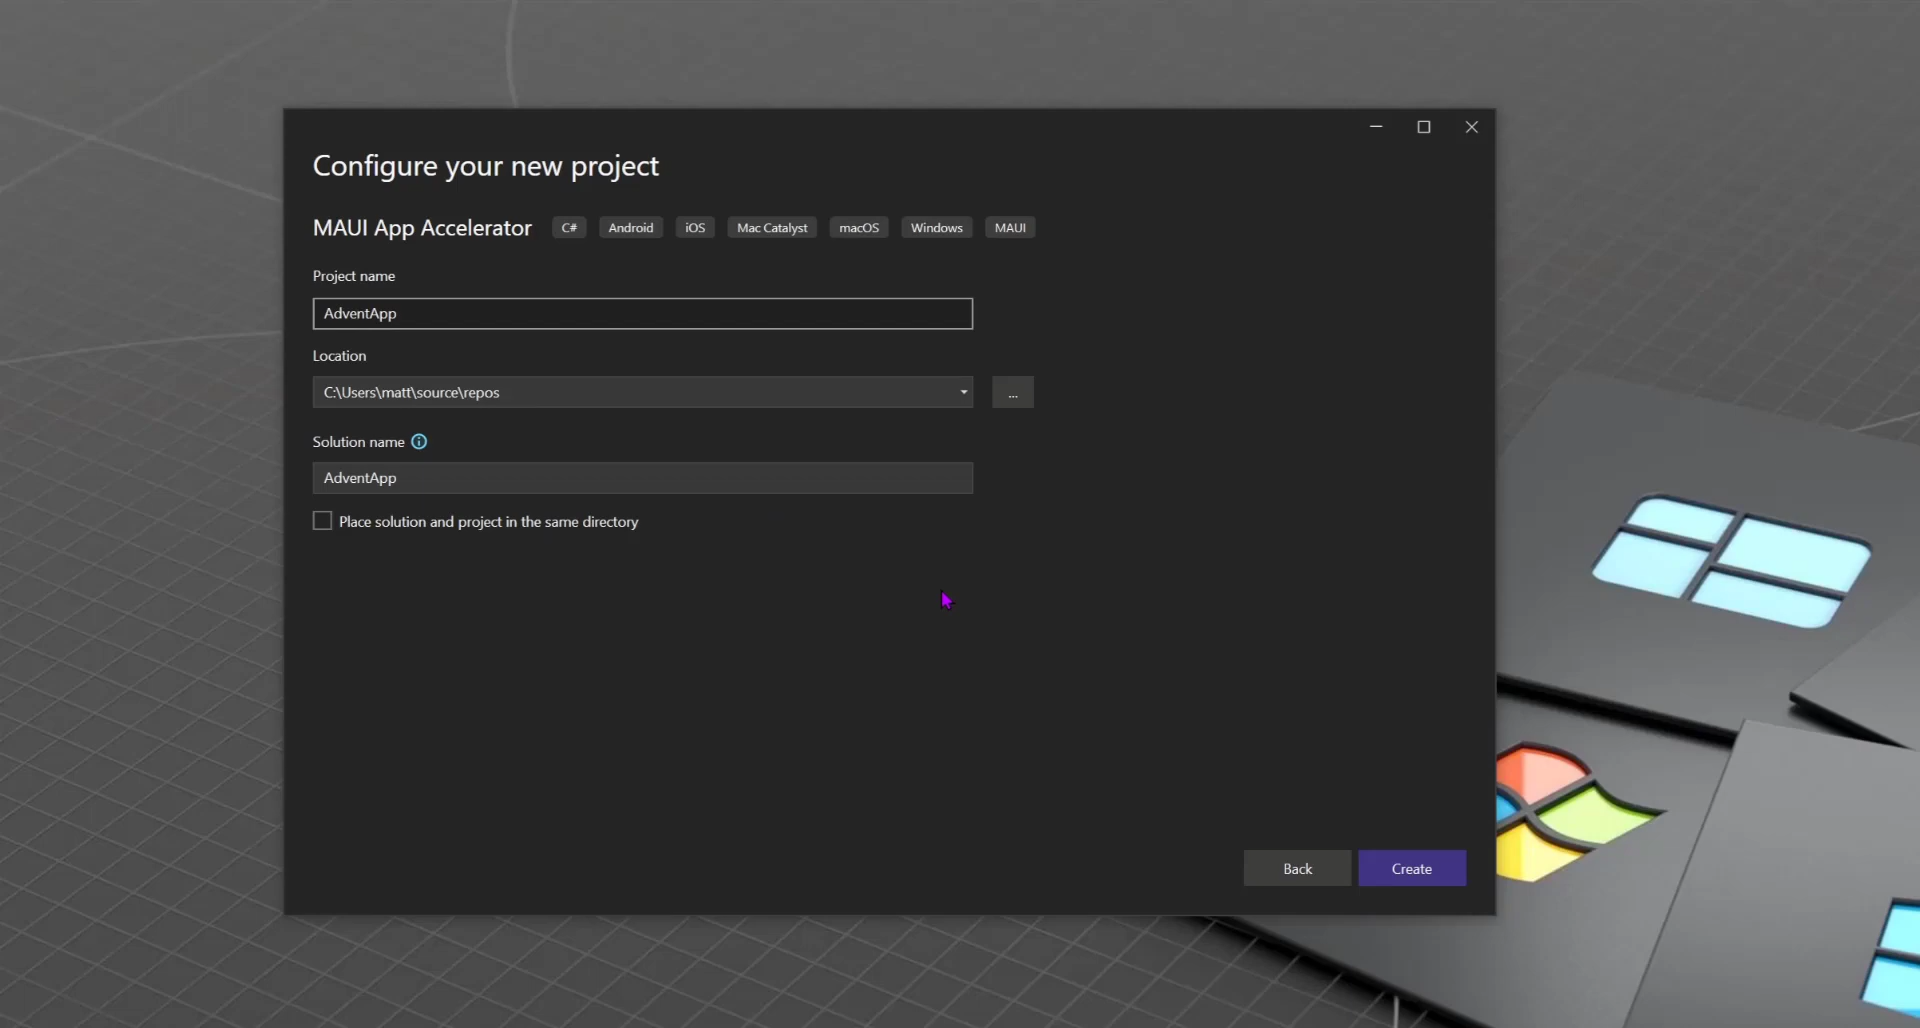 Configure your new project
MAUI App Accelerator C# Android iOS Mac Catalyst macOS Windows MAUI
Project name
AdventApp
Location
C:\Users\matt\source\repos
...
Solution name
AdventApp
Place solution and project in the same directory
Back Create